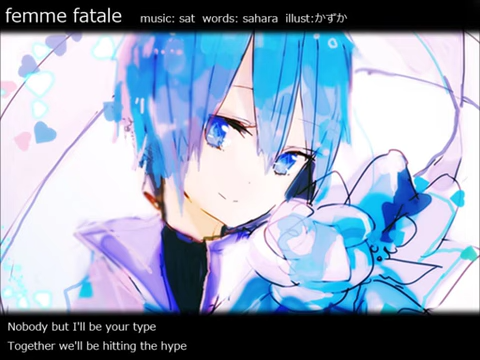 femme fatale music: sat words: sahara illust:かずか
Nobody but I'll be your type
Together we'll be hitting the hype